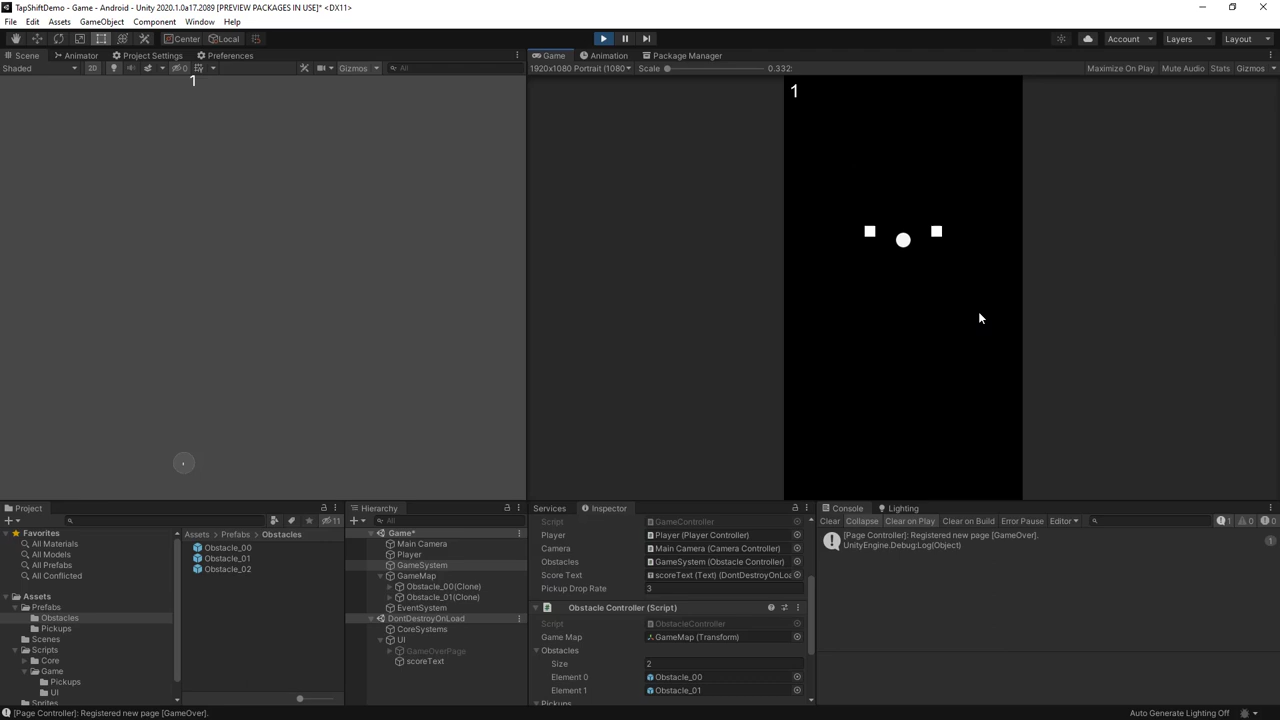 TapShiftDemo - Game - Android - Unity 2020.1.0a17.2089 [PREVIEW PACKAGES IN USE]* <DX11>
File Edit Assets GameObject Component Window Help
Center Local Account Layers Layout
Scene Animator Project Settings Preferences
Game Animation Package Manager
Shaded 2D 0 Gizmos All
1920x1080 Portrait (1080 Scale 0.332: Maximize On Play Mute Audio Stats Gizmos
1
1
Project
11
Favorites
All Materials
All Models
All Prefabs
All Conflicted
Assets
Prefabs
Obstacles
Pickups
Scenes
Scripts
Core
Game
Pickups
UI
Sprites
Assets Prefabs Obstacles
Obstacle_00
Obstacle_01
Obstacle_02
Hierarchy
All
Game*
Main Camera
Player
GameSystem
GameMap
Obstacle_00(Clone)
Obstacle_01(Clone)
EventSystem
DontDestroyOnLoad
CoreSystems
UI
GameOverPage
scoreText
Services Inspector
Script GameController
Player Player (Player Controller)
Camera Main Camera (Camera Controller)
Obstacles GameSystem (Obstacle Controller)
Score Text scoreText (Text) (DontDestroyOnLoa
Pickup Drop Rate 3
Obstacle Controller (Script)
Script ObstacleController
Game Map GameMap (Transform)
Obstacles
Size 2
Element 0 Obstacle_00
Element 1 Obstacle_01
Pickups
Console Lighting
Clear Collapse Clear on Play Clear on Build Error Pause Editor 1 0 0
[Page Controller]: Registered new page [GameOver].
UnityEngine.Debug:Log(Object)
1
[Page Controller]: Registered new page [GameOver].
Auto Generate Lighting Off